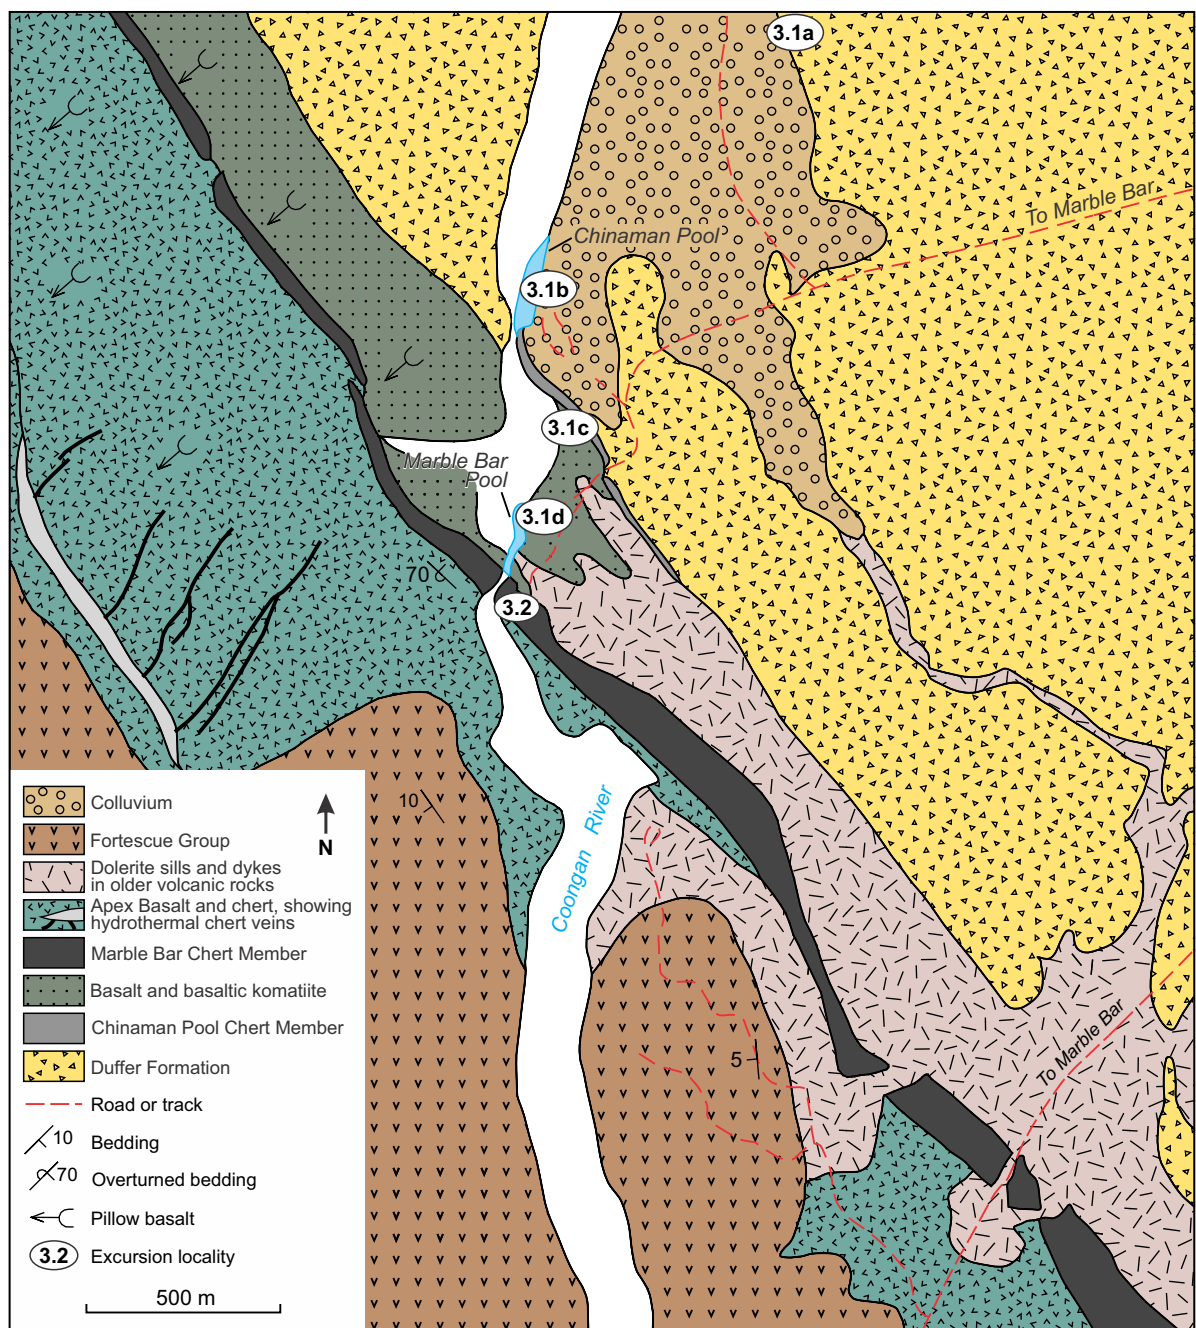 3.1a
To Marble Bar
Chinaman Pool
3.1b
3.1c
Marble Bar
Pool
3.1d
70
3.2
10
Coongan River
5
To Marble Bar
Colluvium
Fortescue Group
Dolerite sills and dykes
in older volcanic rocks
Apex Basalt and chert, showing
hydrothermal chert veins
Marble Bar Chert Member
Basalt and basaltic komatiite
Chinaman Pool Chert Member
Duffer Formation
Road or track
10 Bedding
70 Overturned bedding
Pillow basalt
3.2 Excursion locality
500 m
N